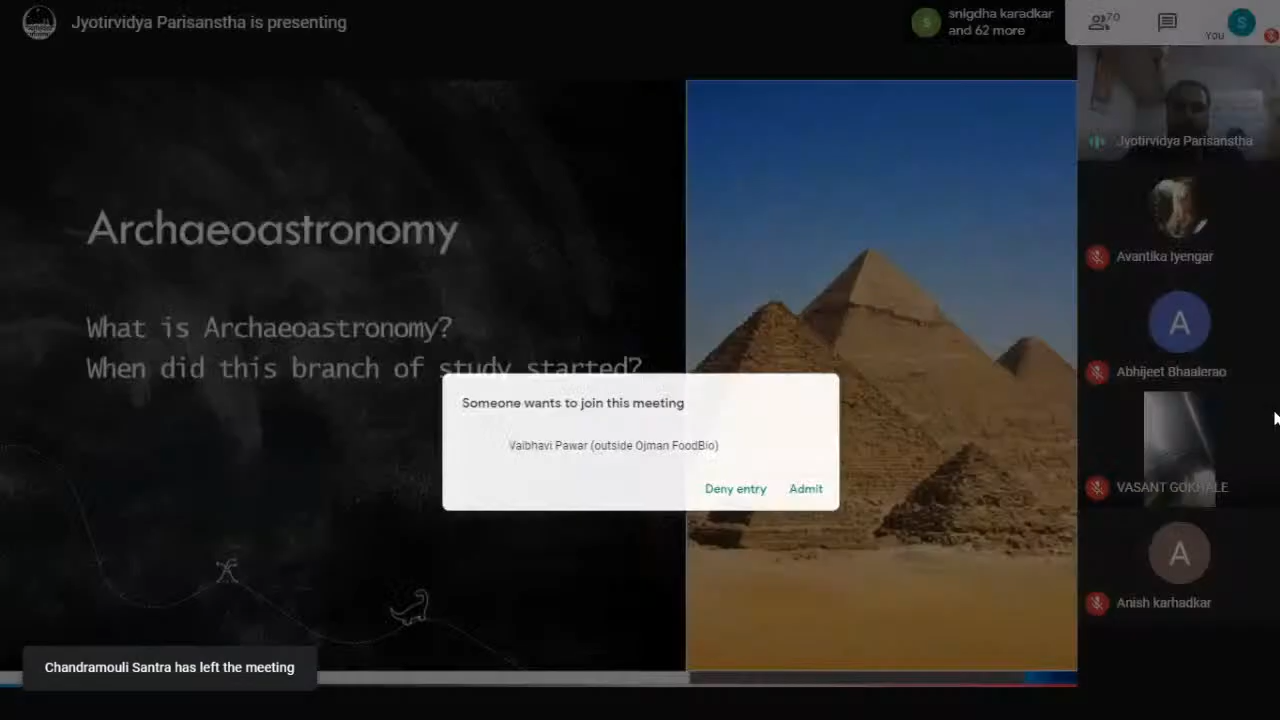 Jyotirvidya Parisanstha is presenting
snigdha karadkar
and 62 more
S
70
You
S
Jyotirvidya Parisanstha
Archaeoastronomy
What is Archaeoastronomy?
When did this branch of study started?
Avantika Iyengar
A
Abhijeet Bhaalerao
VASANT GOKHALE
A
Anish karhadkar
Someone wants to join this meeting
Vaibhavi Pawar (outside Ojman FoodBio)
Deny entry
Admit
Chandramouli Santra has left the meeting